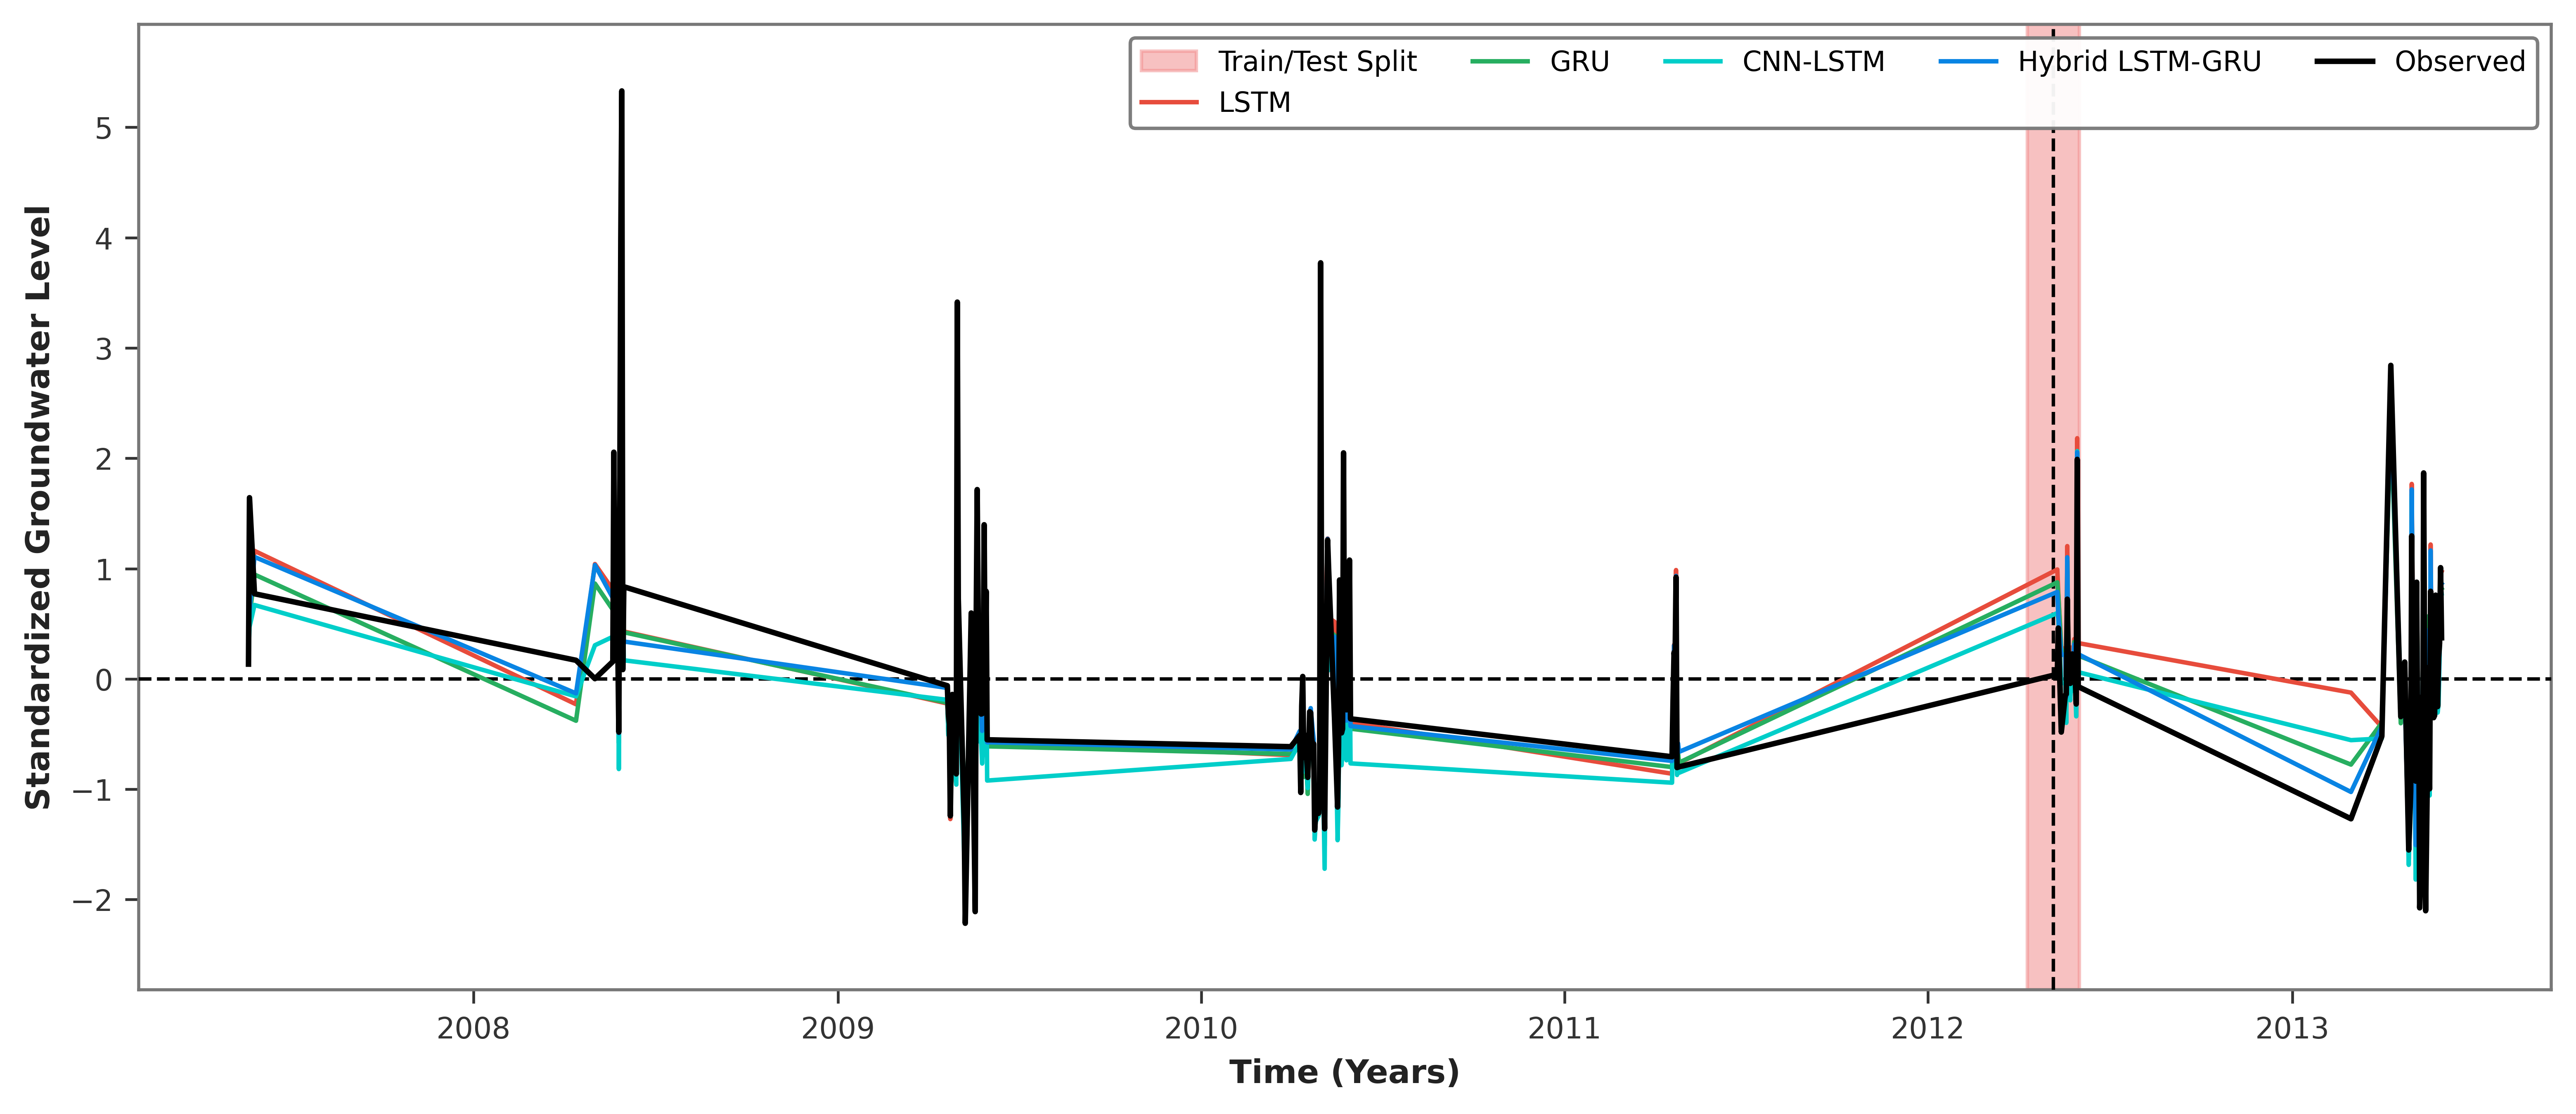 Train/Test Split GRU CNN-LSTM Hybrid LSTM-GRU Observed
LSTM
Standardized Groundwater Level
5
4
3
2
1
0
−1
−2
2008 2009 2010 2011 2012 2013
Time (Years)